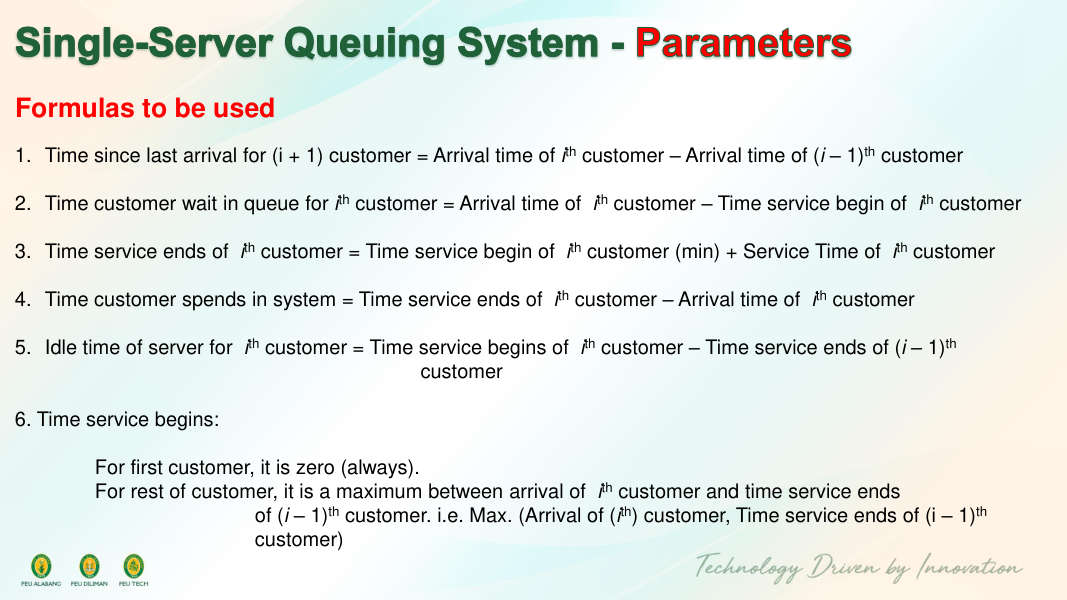 Single-Server Queuing System - Parameters
Formulas to be used
1. Time since last arrival for (i + 1) customer = Arrival time of ith customer – Arrival time of (i – 1)th customer
2. Time customer wait in queue for ith customer = Arrival time of ith customer – Time service begin of ith customer
3. Time service ends of ith customer = Time service begin of ith customer (min) + Service Time of ith customer
4. Time customer spends in system = Time service ends of ith customer – Arrival time of ith customer
5. Idle time of server for ith customer = Time service begins of ith customer – Time service ends of (i – 1)th
customer
6. Time service begins:
For first customer, it is zero (always).
For rest of customer, it is a maximum between arrival of ith customer and time service ends
of (i – 1)th customer. i.e. Max. (Arrival of (ith) customer, Time service ends of (i – 1)th
customer)
FEU ALABANG FEU DILIMAN FEU TECH
Technology Driven by Innovation